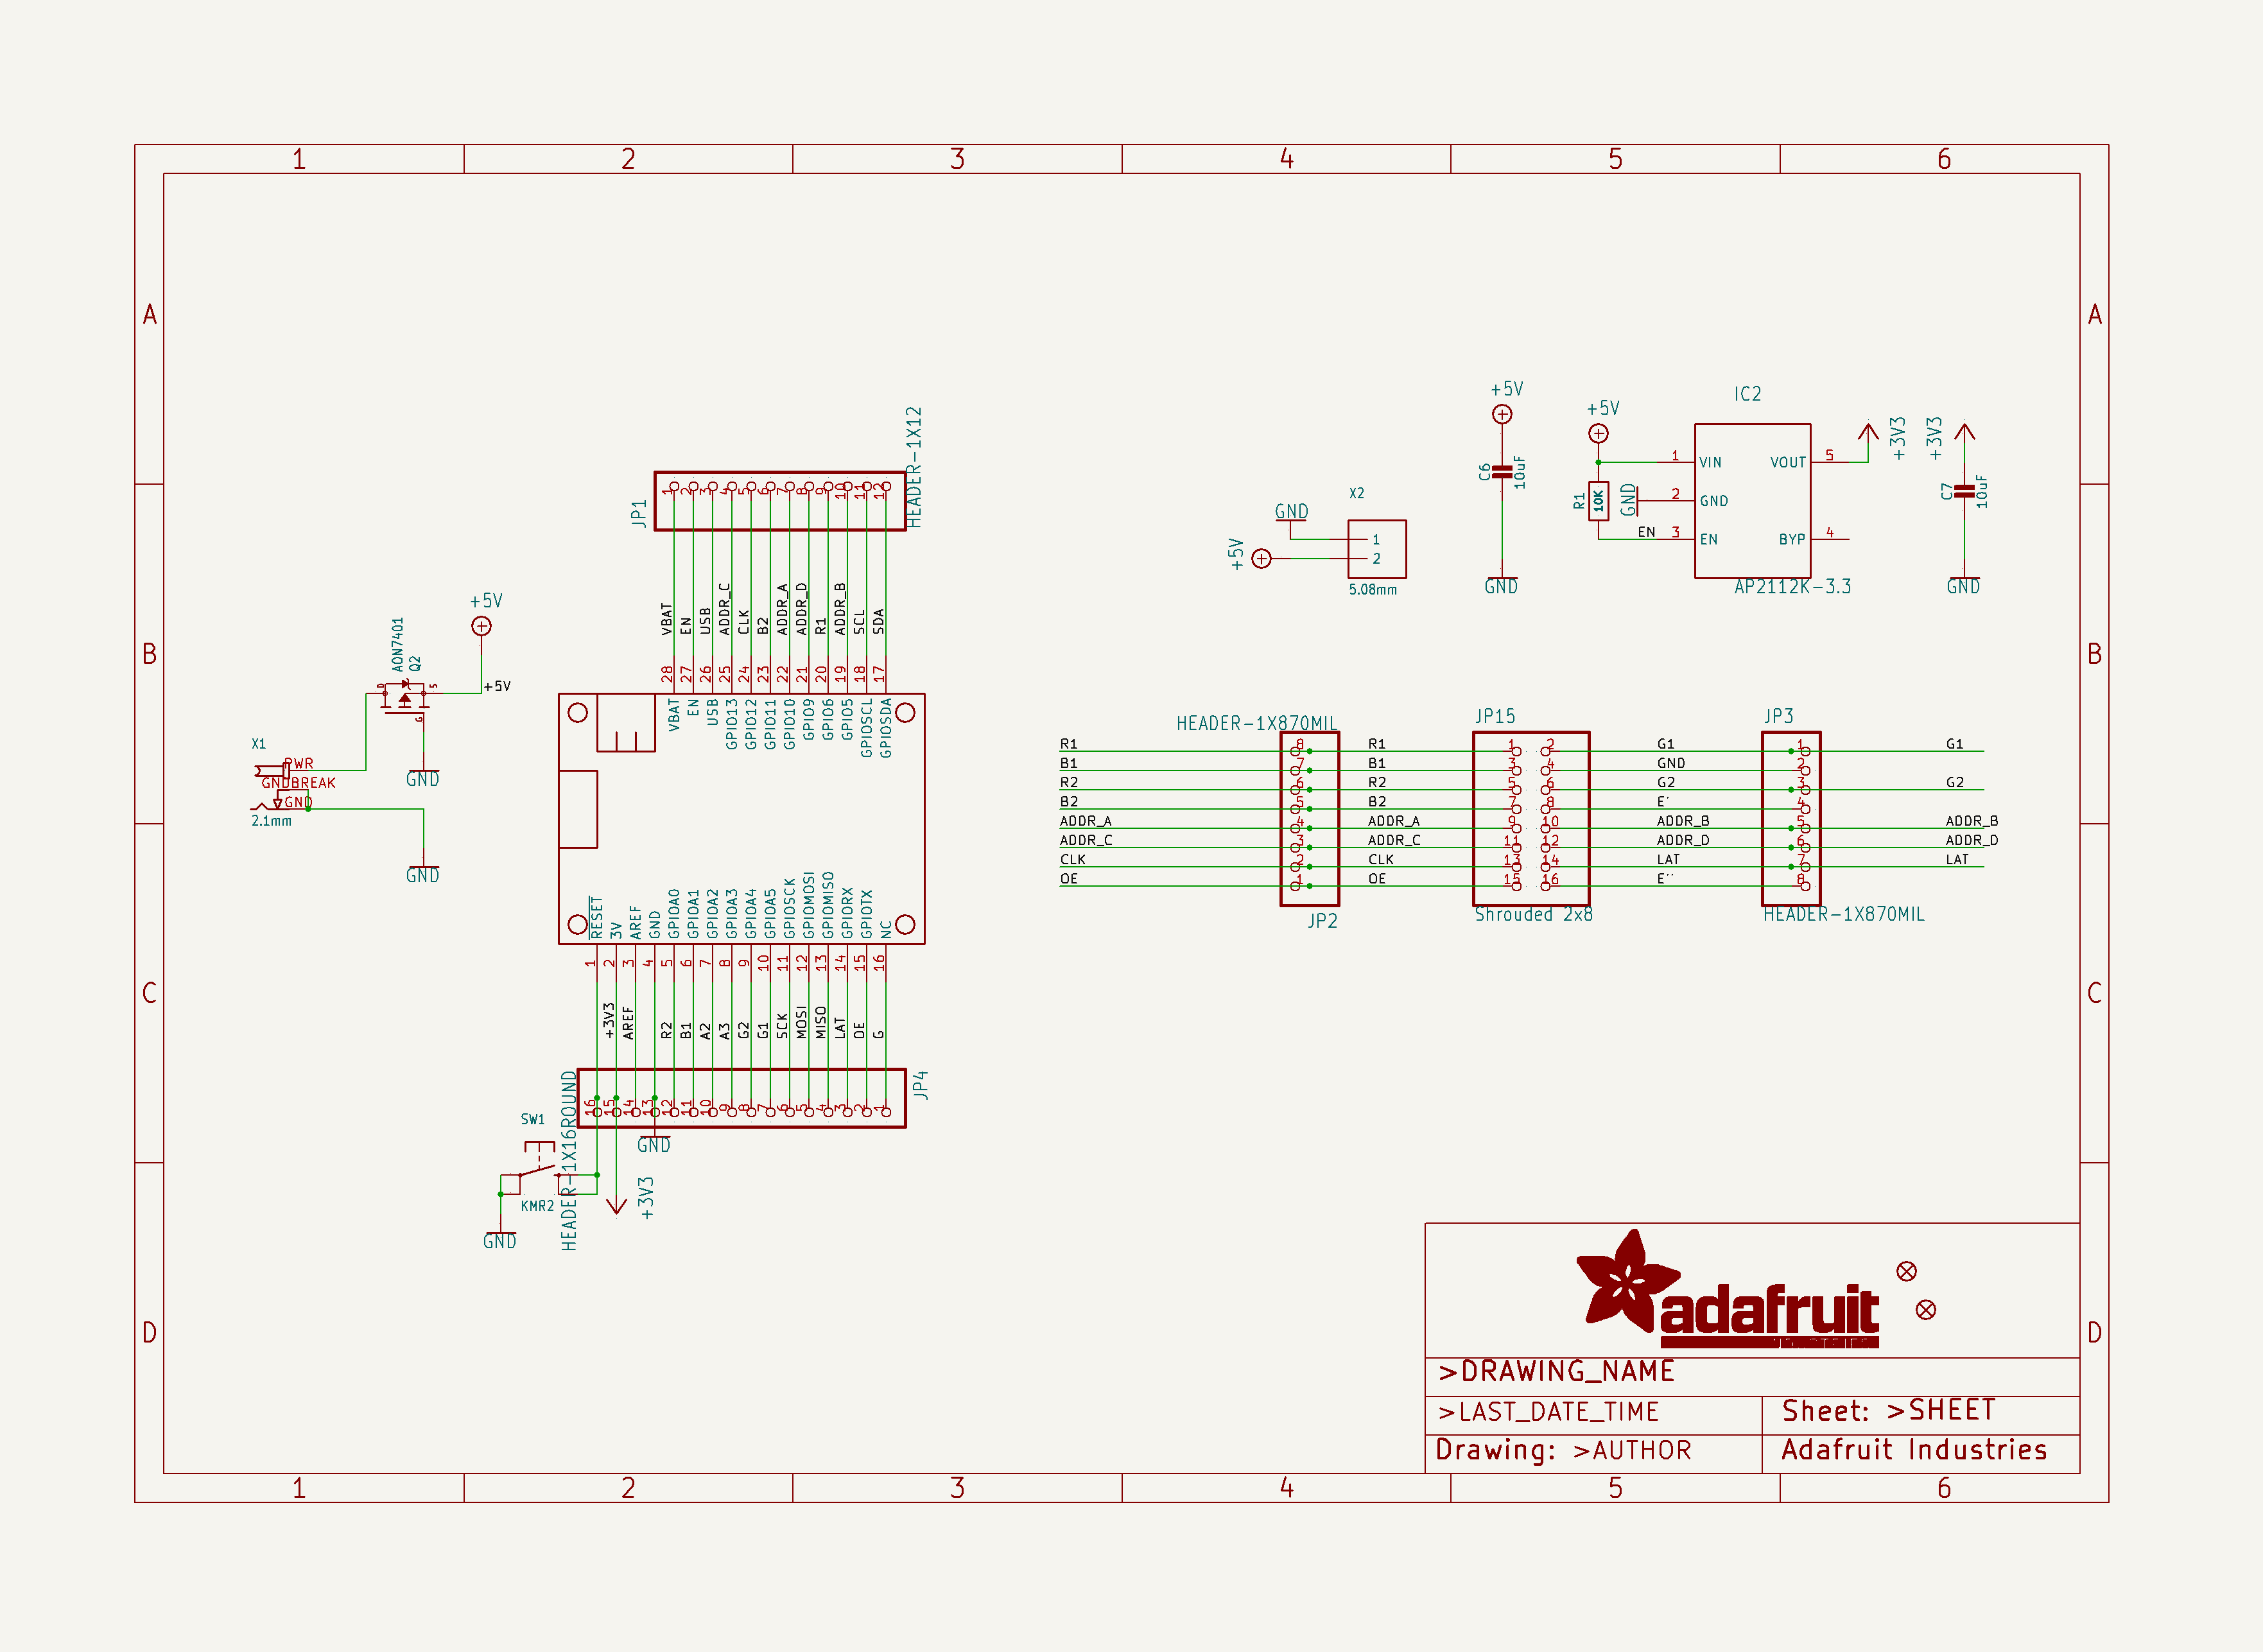 1 2 3 4 5 6
A A
B B
C C
D D
JP1
HEADER-1X12
1 2 3 4 5 6 7 8 9 10 11 12
VBAT EN USB ADDR_C CLK B2 ADDR_A ADDR_D R1 ADDR_B SCL SDA
28 27 26 25 24 23 22 21 20 19 18 17
VBAT EN USB GPIO13 GPIO12 GPIO11 GPIO10 GPIO9 GPIO6 GPIO5 GPIOSCL GPIOSDA
RESET 3V AREF GND GPIOA0 GPIOA1 GPIOA2 GPIOA3 GPIOA4 GPIOA5 GPIOSCK GPIOMOSI GPIOMISO GPIORX GPIOTX NC
1 2 3 4 5 6 7 8 9 10 11 12 13 14 15 16
+3V3 AREF R2 B1 A2 A3 G2 G1 SCK MOSI MISO LAT OE G
16 15 14 13 12 11 10 9 8 7 6 5 4 3 2 1
JP4
HEADER-1X16ROUND
GND
+3V3
SW1
KMR2
GND
+5V
+5V
AON7401
Q2
D S
G
GND
X1
PWR
GNDBREAK
GND
2.1mm
GND
X2
GND
+5V
1
2
5.08mm
+5V
C6
10uF
GND
+5V
R1
10K
GND
EN
IC2
1 VIN
2 GND
3 EN
VOUT 5
BYP 4
AP2112K-3.3
+3V3
+3V3
C7
10uF
GND
HEADER-1X870MIL
JP15
JP3
R1 8 R1 1 2 G1 1 G1
B1 7 B1 3 4 GND 2
R2 6 R2 5 6 G2 3 G2
B2 5 B2 7 8 E' 4
ADDR_A 4 ADDR_A 9 10 ADDR_B 5 ADDR_B
ADDR_C 3 ADDR_C 11 12 ADDR_D 6 ADDR_D
CLK 2 CLK 13 14 LAT 7 LAT
OE 1 OE 15 16 E'' 8
JP2
Shrouded 2x8
HEADER-1X870MIL
adafruit
>DRAWING_NAME
>LAST_DATE_TIME
Sheet: >SHEET
Drawing: >AUTHOR
Adafruit Industries
1 2 3 4 5 6